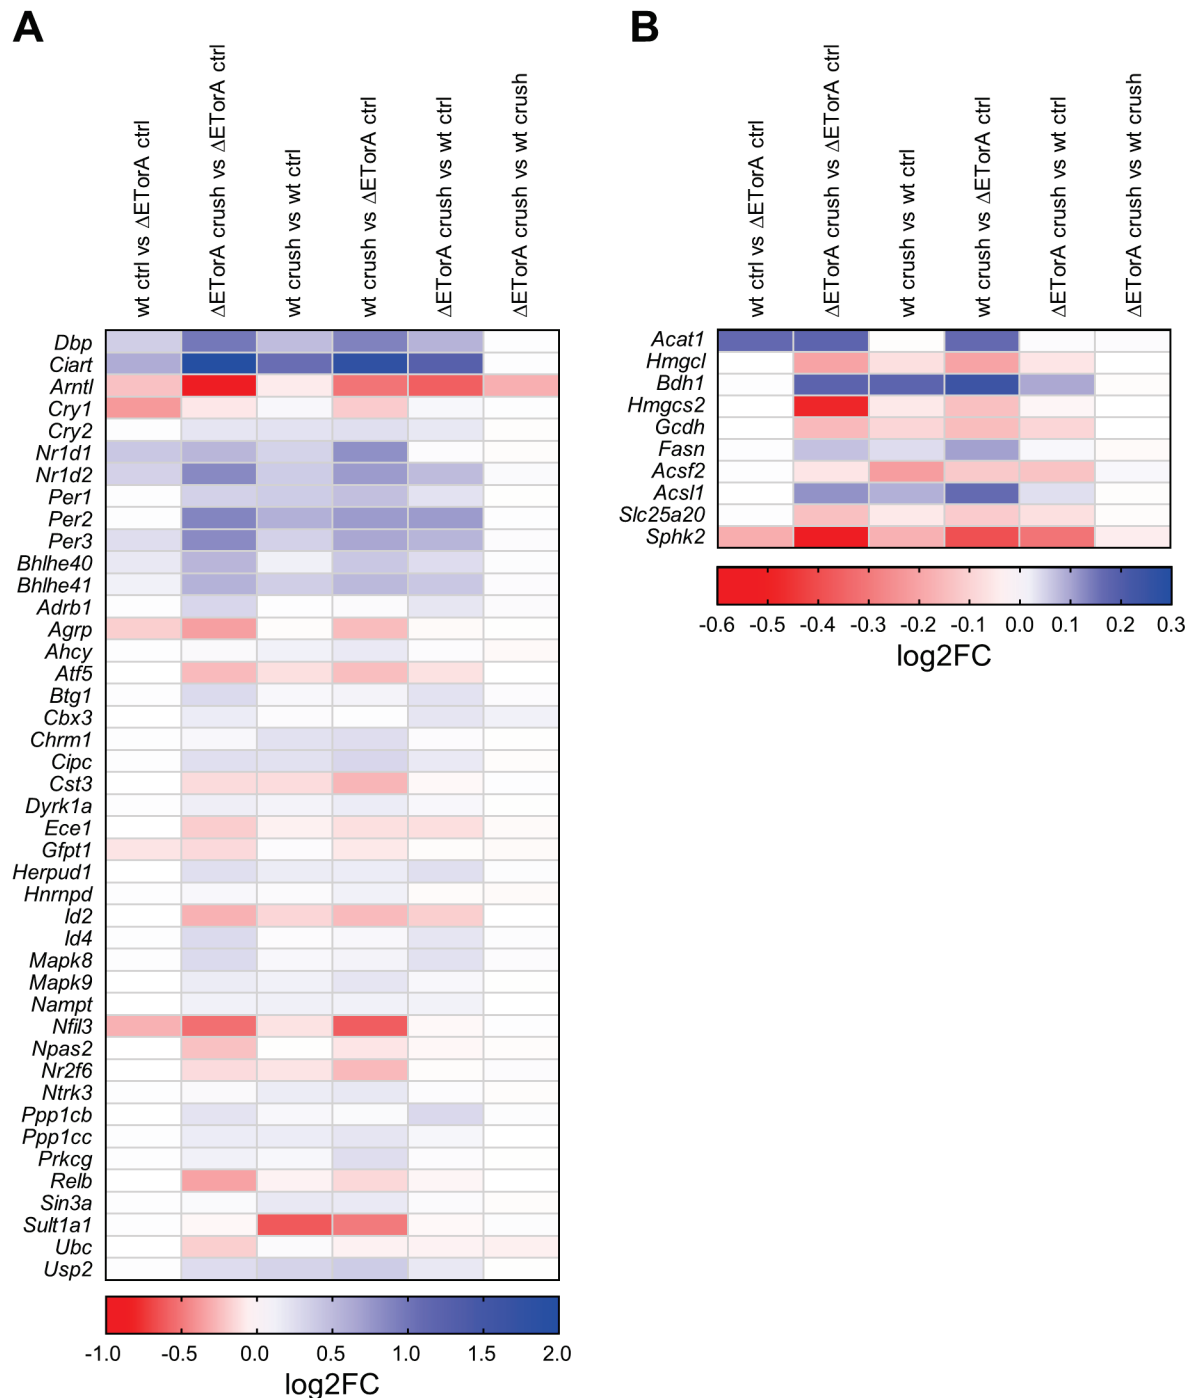 A
wt ctrl vs ΔETorA ctrl
ΔETorA crush vs ΔETorA ctrl
wt crush vs wt ctrl
wt crush vs ΔETorA ctrl
ΔETorA crush vs wt ctrl
ΔETorA crush vs wt crush
Dbp
Ciart
Arntl
Cry1
Cry2
Nr1d1
Nr1d2
Per1
Per2
Per3
Bhlhe40
Bhlhe41
Adrb1
Agrp
Ahcy
Atf5
Btg1
Cbx3
Chrm1
Cipc
Cst3
Dyrk1a
Ece1
Gfpt1
Herpud1
Hnrnpd
Id2
Id4
Mapk8
Mapk9
Nampt
Nfil3
Npas2
Nr2f6
Ntrk3
Ppp1cb
Ppp1cc
Prkcg
Relb
Sin3a
Sult1a1
Ubc
Usp2
-1.0 -0.5 0.0 0.5 1.0 1.5 2.0
log2FC
B
wt ctrl vs ΔETorA ctrl
ΔETorA crush vs ΔETorA ctrl
wt crush vs wt ctrl
wt crush vs ΔETorA ctrl
ΔETorA crush vs wt ctrl
ΔETorA crush vs wt crush
Acat1
Hmgcl
Bdh1
Hmgcs2
Gcdh
Fasn
Acsf2
Acsl1
Slc25a20
Sphk2
-0.6 -0.5 -0.4 -0.3 -0.2 -0.1 0.0 0.1 0.2 0.3
log2FC